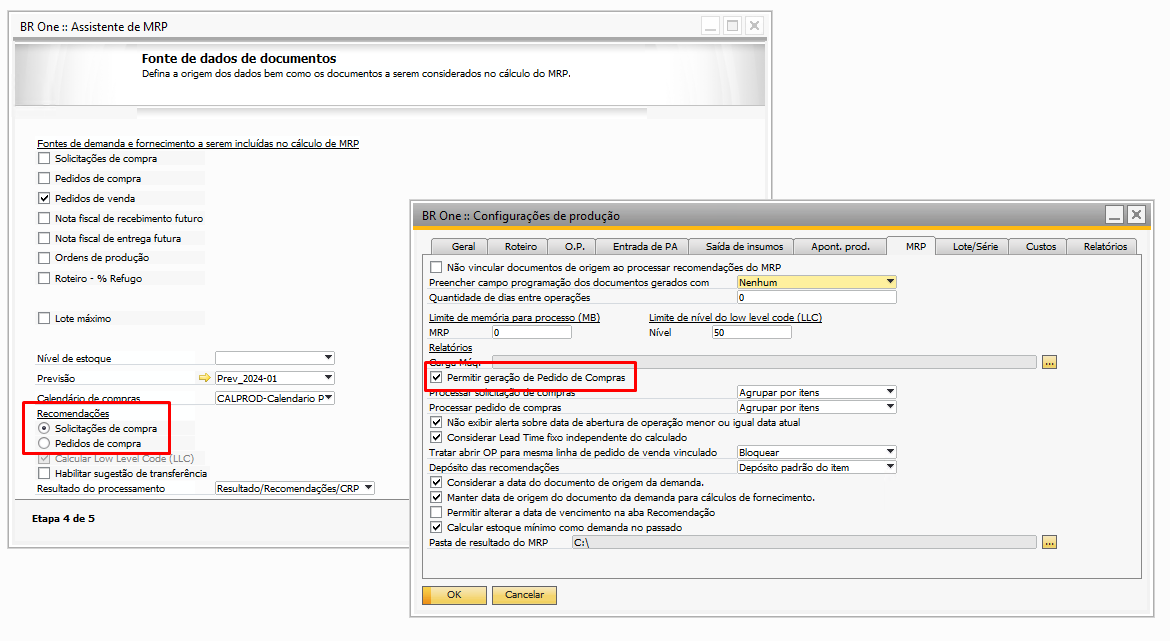 BR One :: Assistente de MRP
Fonte de dados de documentos
Defina a origem dos dados bem como os documentos a serem considerados no cálculo do MRP.
Fontes de demanda e fornecimento a serem incluídas no cálculo de MRP
Solicitações de compra
Pedidos de compra
Pedidos de venda
Nota fiscal de recebimento futuro
Nota fiscal de entrega futura
Ordens de produção
Roteiro - % Refugo
Lote máximo
Nível de estoque
Previsão Prev_2024-01
Calendário de compras CALPROD-Calendario P
Recomendações
Solicitações de compra
Pedidos de compra
Calcular Low Level Code (LLC)
Habilitar sugestão de transferência
Resultado do processamento Resultado/Recomendações/CRP
Etapa 4 de 5
BR One :: Configurações de produção
Geral Roteiro O.P. Entrada de PA Saída de insumos Apont. prod. MRP Lote/Série Custos Relatórios
Não vincular documentos de origem ao processar recomendações do MRP
Preencher campo programação dos documentos gerados com Nenhum
Quantidade de dias entre operações 0
Limite de memória para processo (MB) Limite de nível do low level code (LLC)
MRP 0 Nível 50
Relatórios
Carga Máq. ...
Permitir geração de Pedido de Compras
Processar solicitação de compras Agrupar por itens
Processar pedido de compras Agrupar por itens
Não exibir alerta sobre data de abertura de operação menor ou igual data atual
Considerar Lead Time fixo independente do calculado
Tratar abrir OP para mesma linha de pedido de venda vinculado Bloquear
Depósito das recomendações Depósito padrão do item
Considerar a data do documento de origem da demanda.
Manter data de origem do documento da demanda para cálculos de fornecimento.
Permitir alterar a data de vencimento na aba Recomendação
Calcular estoque mínimo como demanda no passado
Pasta de resultado do MRP C:\ ...
OK Cancelar